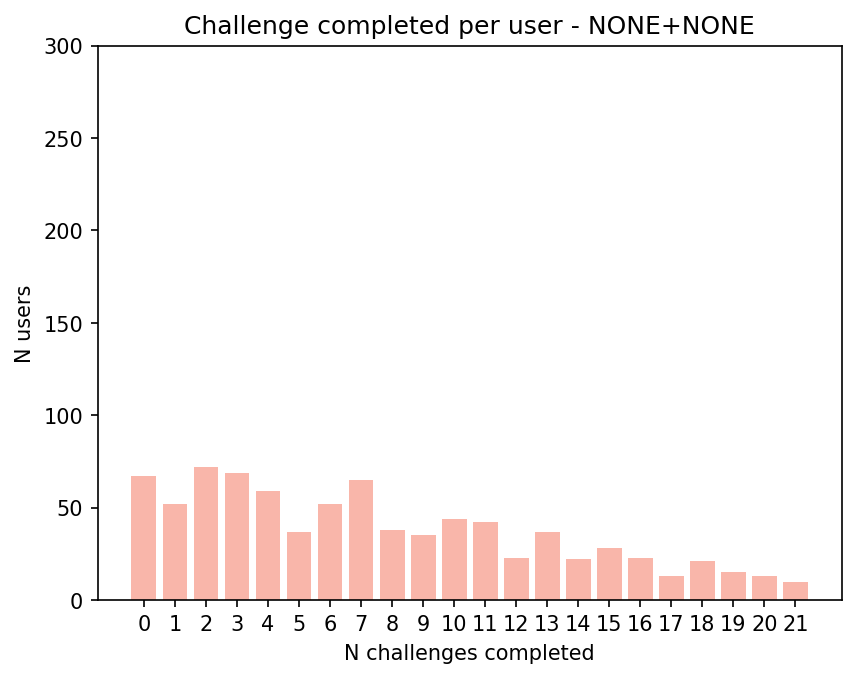 Challenge completed per user - NONE+NONE
300
250
200
150
100
50
0
N users
0 1 2 3 4 5 6 7 8 9 10 11 12 13 14 15 16 17 18 19 20 21
N challenges completed